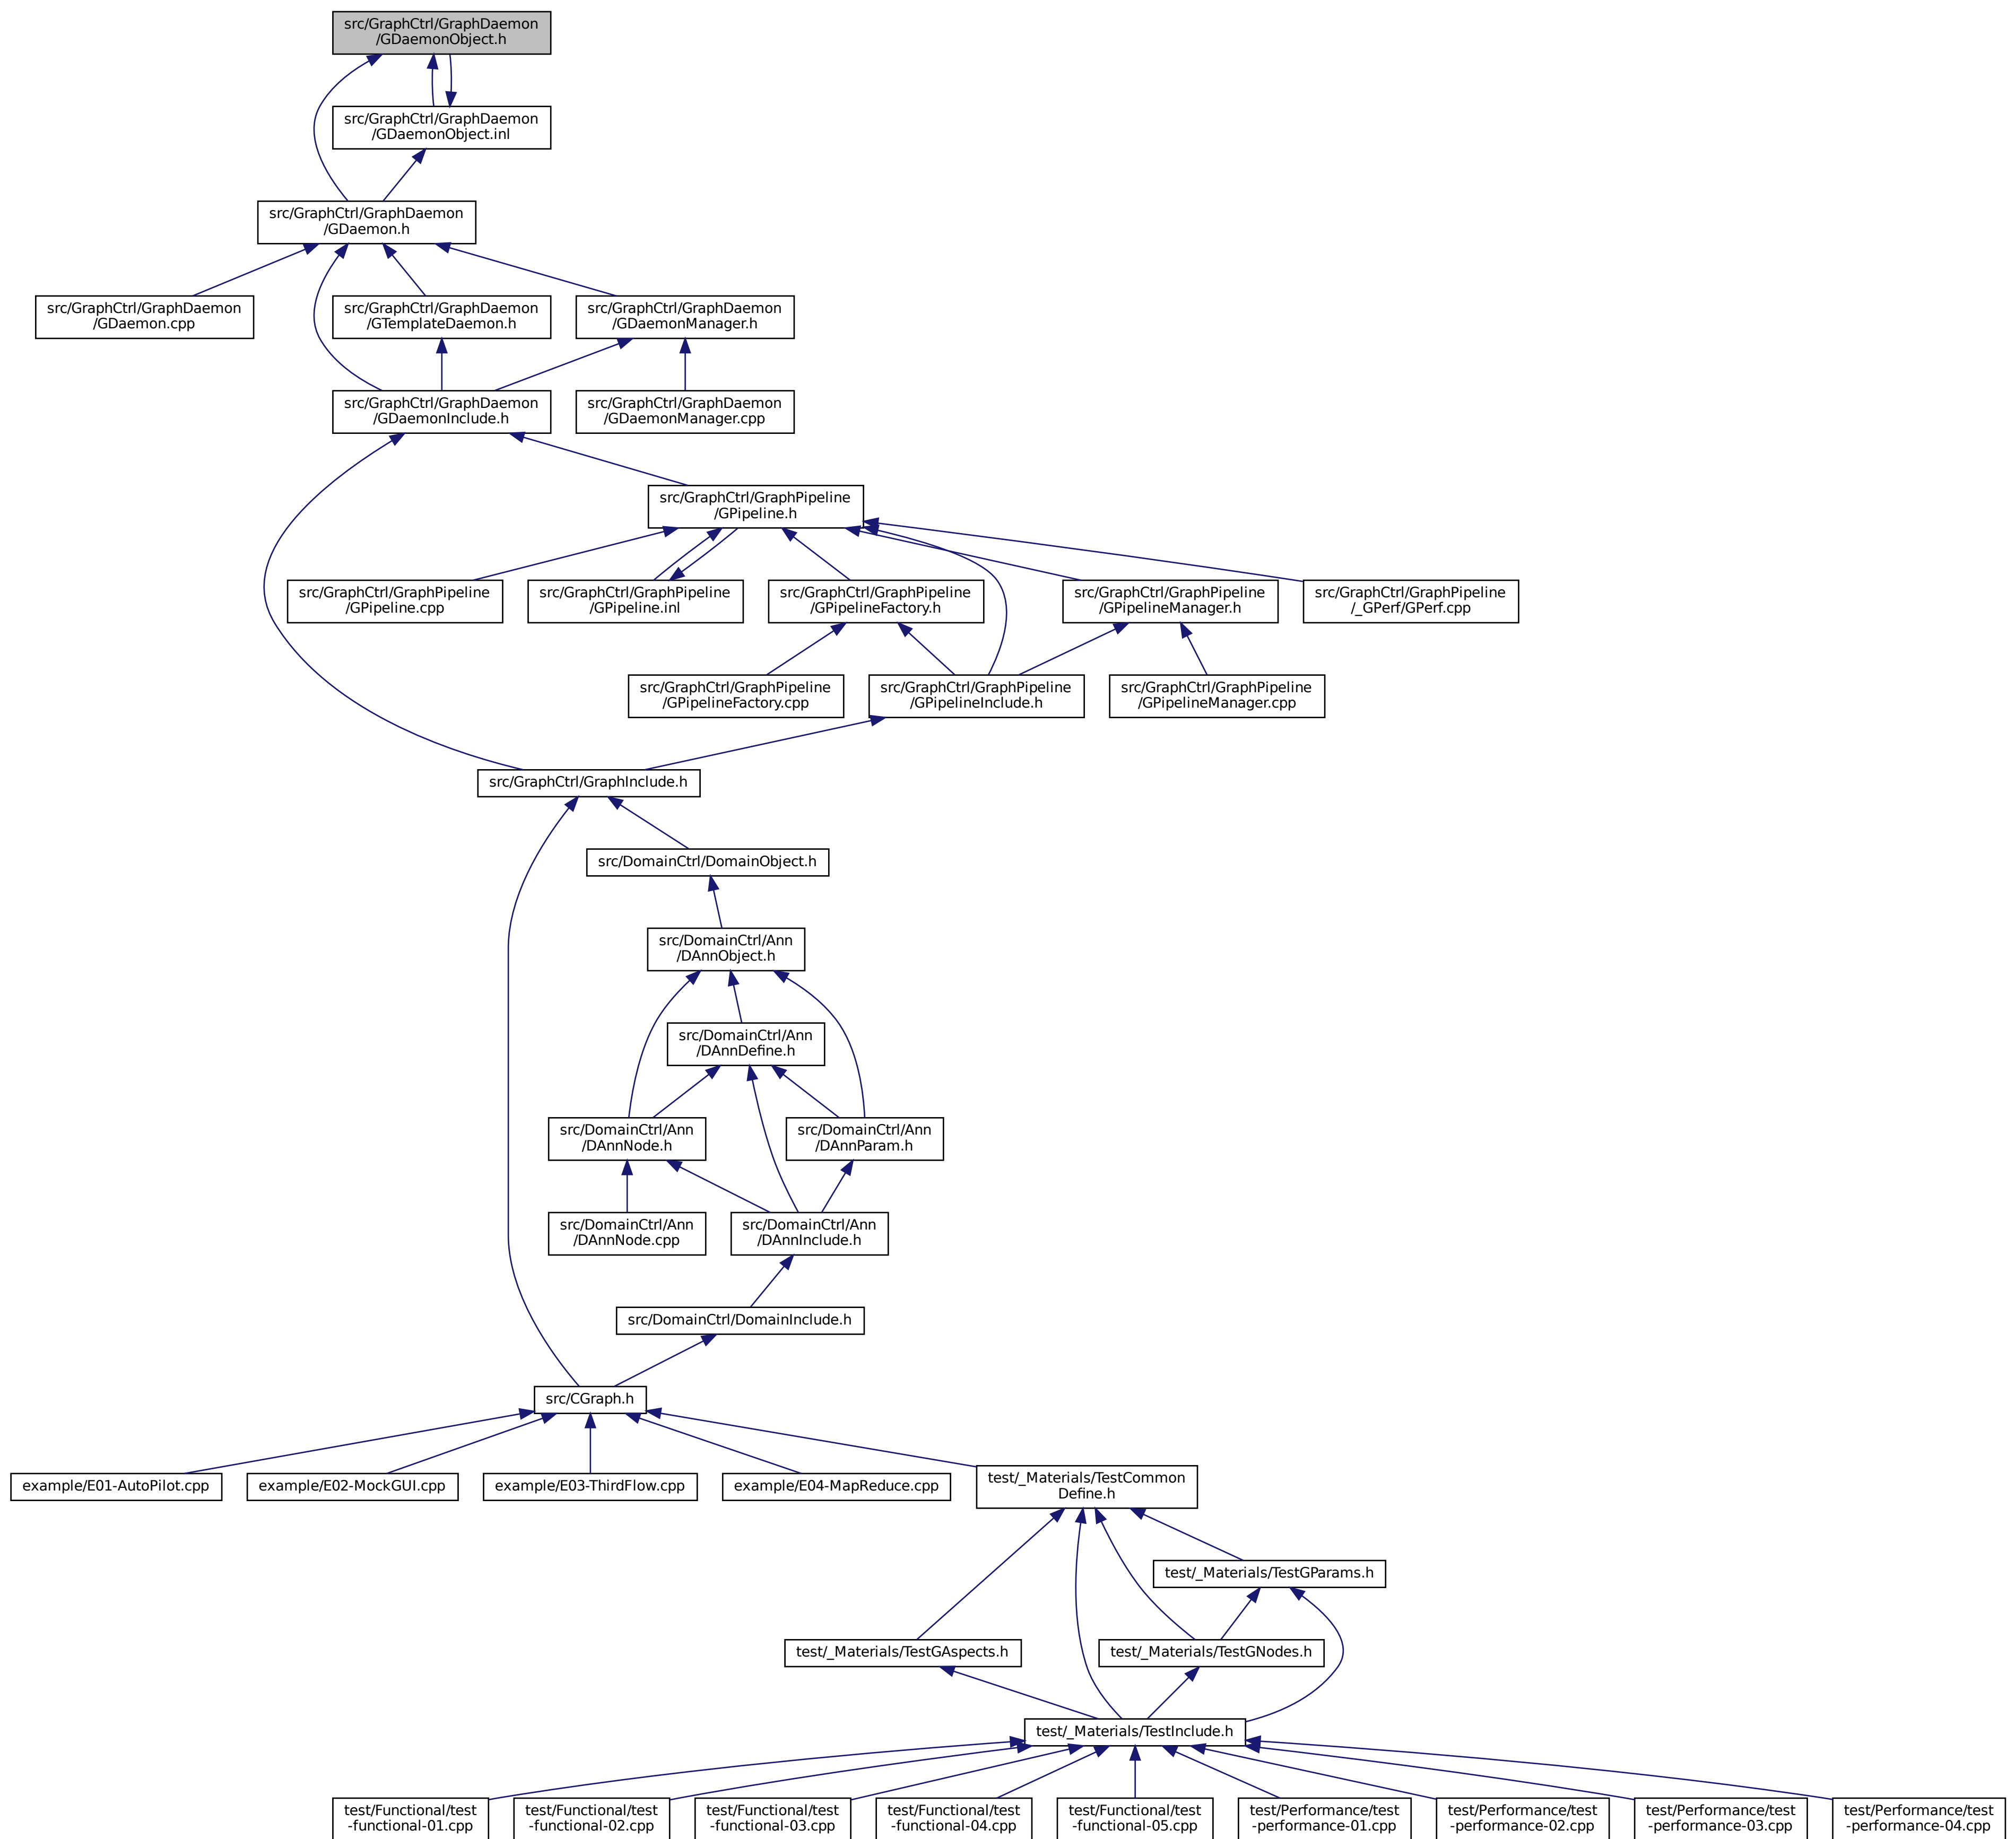 src/GraphCtrl/GraphDaemon
/GDaemonObject.h
src/GraphCtrl/GraphDaemon
/GDaemonObject.inl
src/GraphCtrl/GraphDaemon
/GDaemon.h
src/GraphCtrl/GraphDaemon
/GDaemon.cpp
src/GraphCtrl/GraphDaemon
/GTemplateDaemon.h
src/GraphCtrl/GraphDaemon
/GDaemonManager.h
src/GraphCtrl/GraphDaemon
/GDaemonInclude.h
src/GraphCtrl/GraphDaemon
/GDaemonManager.cpp
src/GraphCtrl/GraphPipeline
/GPipeline.h
src/GraphCtrl/GraphPipeline
/GPipeline.cpp
src/GraphCtrl/GraphPipeline
/GPipeline.inl
src/GraphCtrl/GraphPipeline
/GPipelineFactory.h
src/GraphCtrl/GraphPipeline
/GPipelineManager.h
src/GraphCtrl/GraphPipeline
/_GPerf/GPerf.cpp
src/GraphCtrl/GraphPipeline
/GPipelineFactory.cpp
src/GraphCtrl/GraphPipeline
/GPipelineInclude.h
src/GraphCtrl/GraphPipeline
/GPipelineManager.cpp
src/GraphCtrl/GraphInclude.h
src/DomainCtrl/DomainObject.h
src/DomainCtrl/Ann
/DAnnObject.h
src/DomainCtrl/Ann
/DAnnDefine.h
src/DomainCtrl/Ann
/DAnnNode.h
src/DomainCtrl/Ann
/DAnnParam.h
src/DomainCtrl/Ann
/DAnnNode.cpp
src/DomainCtrl/Ann
/DAnnInclude.h
src/DomainCtrl/DomainInclude.h
src/CGraph.h
example/E01-AutoPilot.cpp
example/E02-MockGUI.cpp
example/E03-ThirdFlow.cpp
example/E04-MapReduce.cpp
test/_Materials/TestCommon
Define.h
test/_Materials/TestGParams.h
test/_Materials/TestGAspects.h
test/_Materials/TestGNodes.h
test/_Materials/TestInclude.h
test/Functional/test
-functional-01.cpp
test/Functional/test
-functional-02.cpp
test/Functional/test
-functional-03.cpp
test/Functional/test
-functional-04.cpp
test/Functional/test
-functional-05.cpp
test/Performance/test
-performance-01.cpp
test/Performance/test
-performance-02.cpp
test/Performance/test
-performance-03.cpp
test/Performance/test
-performance-04.cpp